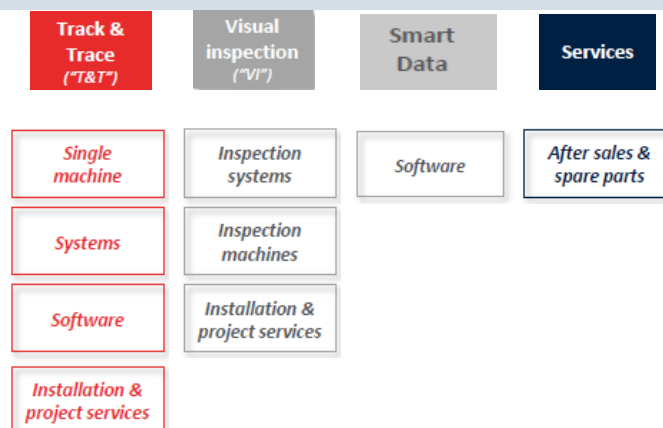 Track &
Trace
("T&T")
Visual
inspection
("VI")
Smart
Data
Services
Single
machine
Inspection
systems
Software
After sales &
spare parts
Systems
Inspection
machines
Software
Installation &
project services
Installation &
project services